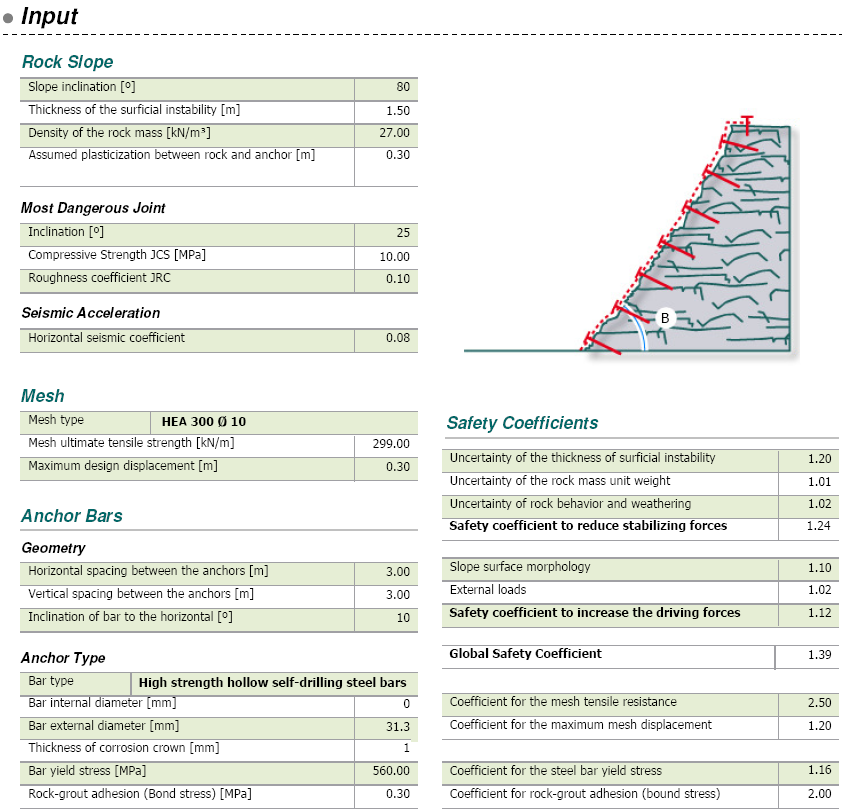 Input
Rock Slope
Slope inclination [º] 80
Thickness of the surficial instability [m] 1.50
Density of the rock mass [kN/m³] 27.00
Assumed plasticization between rock and anchor [m] 0.30
Most Dangerous Joint
Inclination [º] 25
Compressive Strength JCS [MPa] 10.00
Roughness coefficient JRC 0.10
Seismic Acceleration
Horizontal seismic coefficient 0.08
B
Mesh
Mesh type HEA 300 Ø 10
Mesh ultimate tensile strength [kN/m] 299.00
Maximum design displacement [m] 0.30
Anchor Bars
Geometry
Horizontal spacing between the anchors [m] 3.00
Vertical spacing between the anchors [m] 3.00
Inclination of bar to the horizontal [º] 10
Anchor Type
Bar type High strength hollow self-drilling steel bars
Bar internal diameter [mm] 0
Bar external diameter [mm] 31.3
Thickness of corrosion crown [mm] 1
Bar yield stress [MPa] 560.00
Rock-grout adhesion (Bond stress) [MPa] 0.30
Safety Coefficients
Uncertainty of the thickness of surficial instability 1.20
Uncertainty of the rock mass unit weight 1.01
Uncertainty of rock behavior and weathering 1.02
Safety coefficient to reduce stabilizing forces 1.24
Slope surface morphology 1.10
External loads 1.02
Safety coefficient to increase the driving forces 1.12
Global Safety Coefficient 1.39
Coefficient for the mesh tensile resistance 2.50
Coefficient for the maximum mesh displacement 1.20
Coefficient for the steel bar yield stress 1.16
Coefficient for rock-grout adhesion (bound stress) 2.00